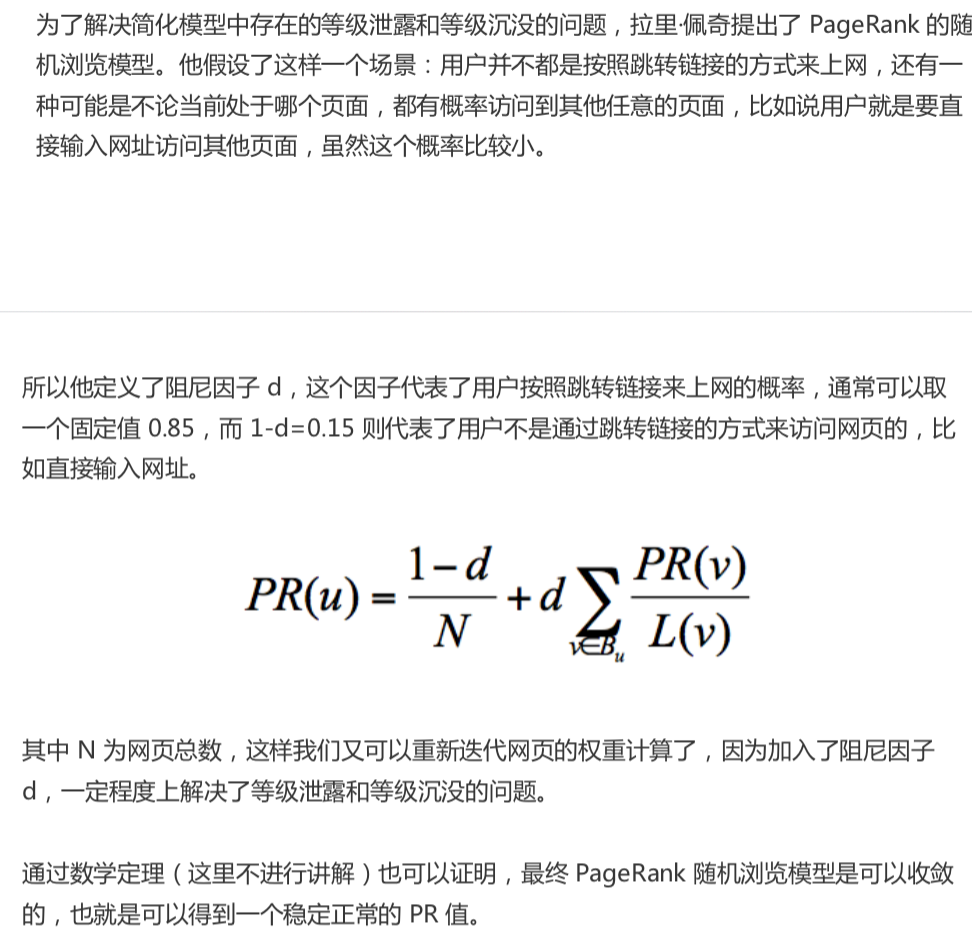 为了解决简化模型中存在的等级泄露和等级沉没的问题，拉里·佩奇提出了 PageRank 的随
机浏览模型。他假设了这样一个场景：用户并不都是按照跳转链接的方式来上网，还有一
种可能是不论当前处于哪个页面，都有概率访问到其他任意的页面，比如说用户就是要直
接输入网址访问其他页面，虽然这个概率比较小。
所以他定义了阻尼因子 d，这个因子代表了用户按照跳转链接来上网的概率，通常可以取
一个固定值 0.85，而 1-d=0.15 则代表了用户不是通过跳转链接的方式来访问网页的，比
如直接输入网址。
PR(u) = \frac{1-d}{N} + d \sum_{v∈B_u} \frac{PR(v)}{L(v)}
其中 N 为网页总数，这样我们又可以重新迭代网页的权重计算了，因为加入了阻尼因子
d，一定程度上解决了等级泄露和等级沉没的问题。
通过数学定理（这里不进行讲解）也可以证明，最终 PageRank 随机浏览模型是可以收敛
的，也就是可以得到一个稳定正常的 PR 值。